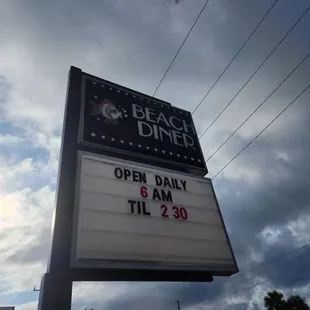 BEACH
DINER
OPEN DAILY
6 AM
TIL 2 30